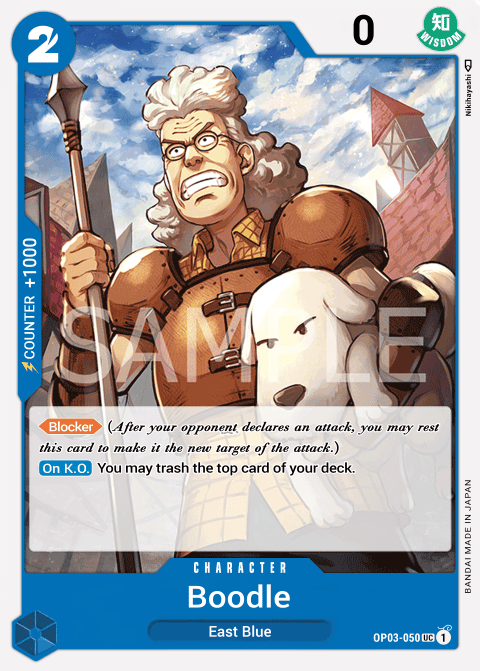 2
0
知
WISDOM
Nikihayashi
COUNTER +1000
SAMPLE
Blocker (After your opponent declares an attack, you may rest
this card to make it the new target of the attack.)
On K.O. You may trash the top card of your deck.
BANDAI MADE IN JAPAN
CHARACTER
Boodle
East Blue
OP03-050 UC 1